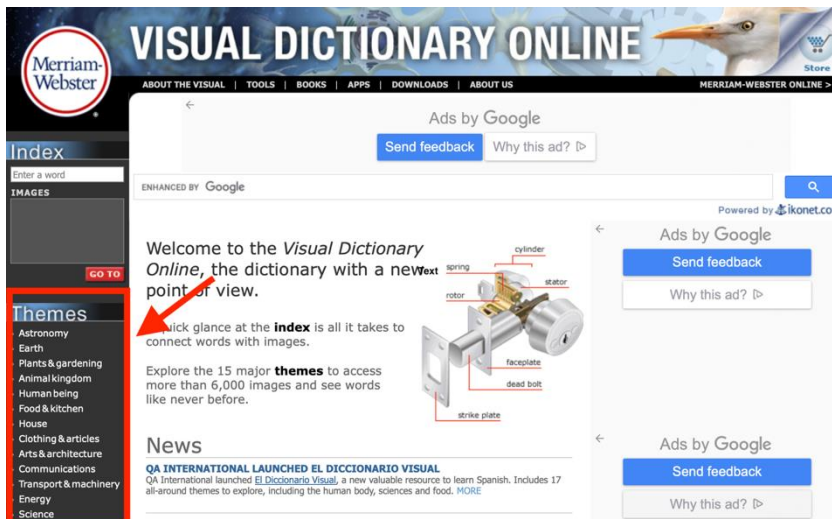 Merriam-
Webster
VISUAL DICTIONARY ONLINE
Store
ABOUT THE VISUAL | TOOLS | BOOKS | APPS | DOWNLOADS | ABOUT US
MERRIAM-WEBSTER ONLINE >
Index
Enter a word
IMAGES
GO TO
Themes
Astronomy
Earth
Plants & gardening
Animal kingdom
Human being
Food & kitchen
House
Clothing & articles
Arts & architecture
Communications
Transport & machinery
Energy
Science
Ads by Google
Send feedback
Why this ad?
ENHANCED BY Google
Powered by ikonet.co
Welcome to the Visual Dictionary
Online, the dictionary with a new
point of view.
quick glance at the index is all it takes to
connect words with images.
Explore the 15 major themes to access
more than 6,000 images and see words
like never before.
text
cylinder
spring
stator
rotor
faceplate
dead bolt
strike plate
News
QA INTERNATIONAL LAUNCHED EL DICCIONARIO VISUAL
QA International launched El Diccionario Visual, a new valuable resource to learn Spanish. Includes 17
all-around themes to explore, including the human body, sciences and food. MORE
Ads by Google
Send feedback
Why this ad?
Ads by Google
Send feedback
Why this ad?